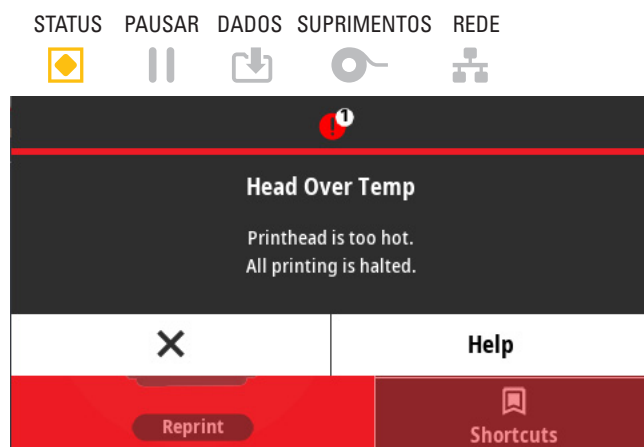 STATUS PAUSAR DADOS SUPRIMENTOS REDE
1
Head Over Temp
Printhead is too hot.
All printing is halted.
Help
Reprint
Shortcuts